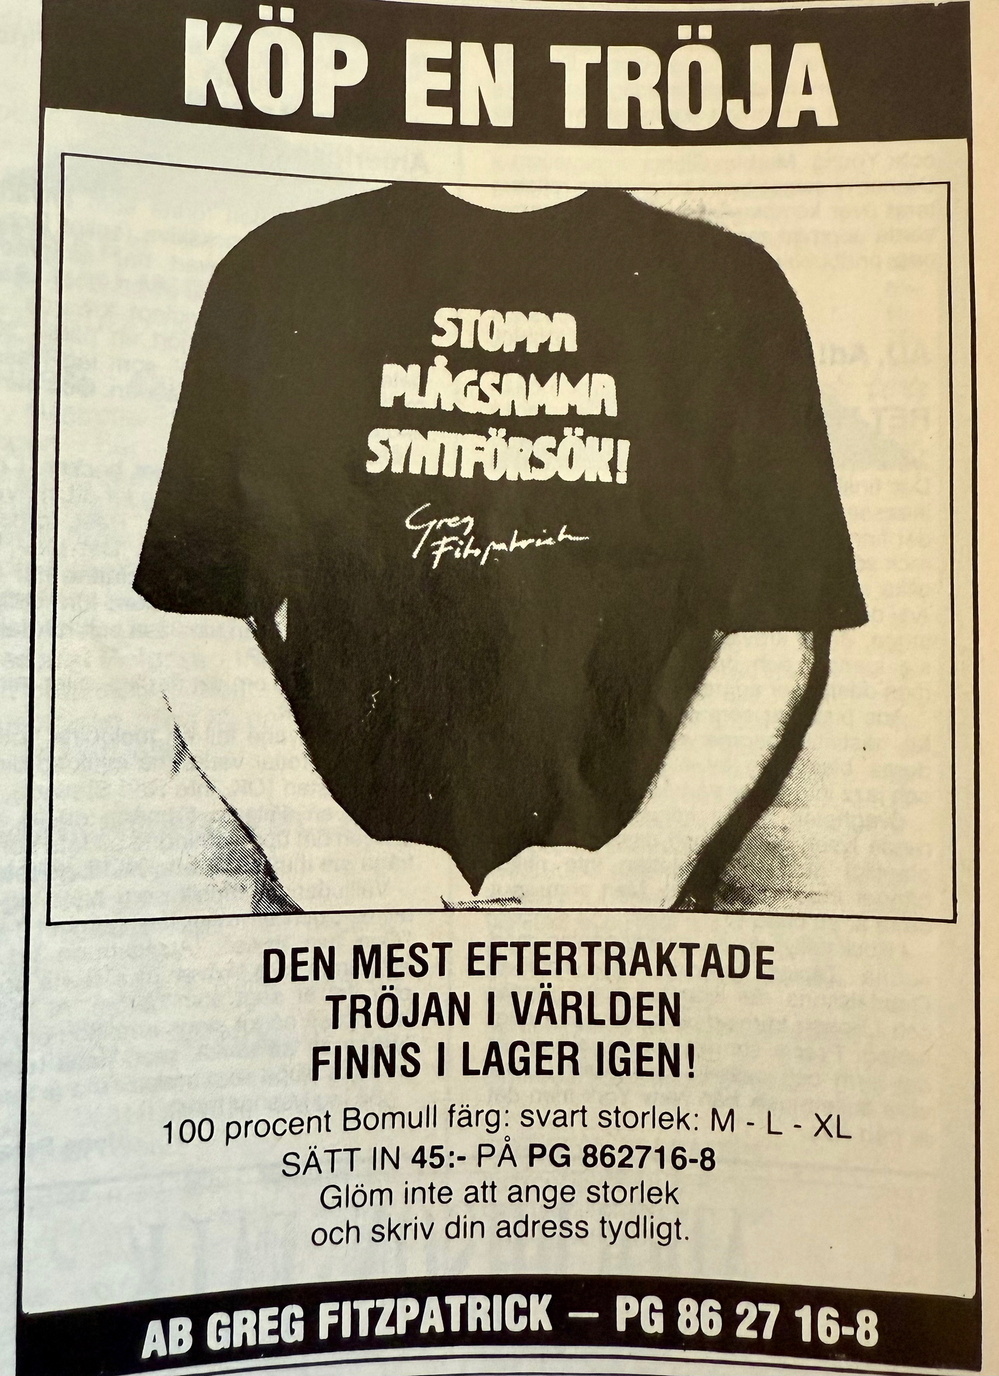 KÖP EN TRÖJA
STOPPA
PLÅGSAMMA
SYNTFÖRSÖK!
Greg
Fitzpatrick
DEN MEST EFTERTRAKTADE
TRÖJAN I VÄRLDEN
FINNS I LAGER IGEN!
100 procent Bomull färg: svart storlek: M - L - XL
SÄTT IN 45:- PÅ PG 862716-8
Glöm inte att ange storlek
och skriv din adress tydligt.
AB GREG FITZPATRICK — PG 86 27 16-8